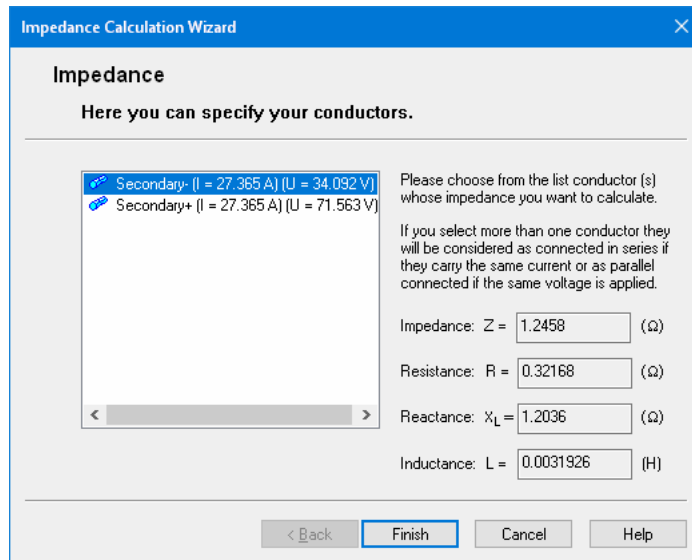 Impedance Calculation Wizard
Impedance
Here you can specify your conductors.
Secondary- (I = 27.365 A) (U = 34.092 V)
Secondary+ (I = 27.365 A) (U = 71.563 V)
Please choose from the list conductor (s)
whose impedance you want to calculate.
If you select more than one conductor they
will be considered as connected in series if
they carry the same current or as parallel
connected if the same voltage is applied.
Impedance: Z = 1.2458 (Ω)
Resistance: R = 0.32168 (Ω)
Reactance: XL = 1.2036 (Ω)
Inductance: L = 0.0031926 (H)
< Back Finish Cancel Help